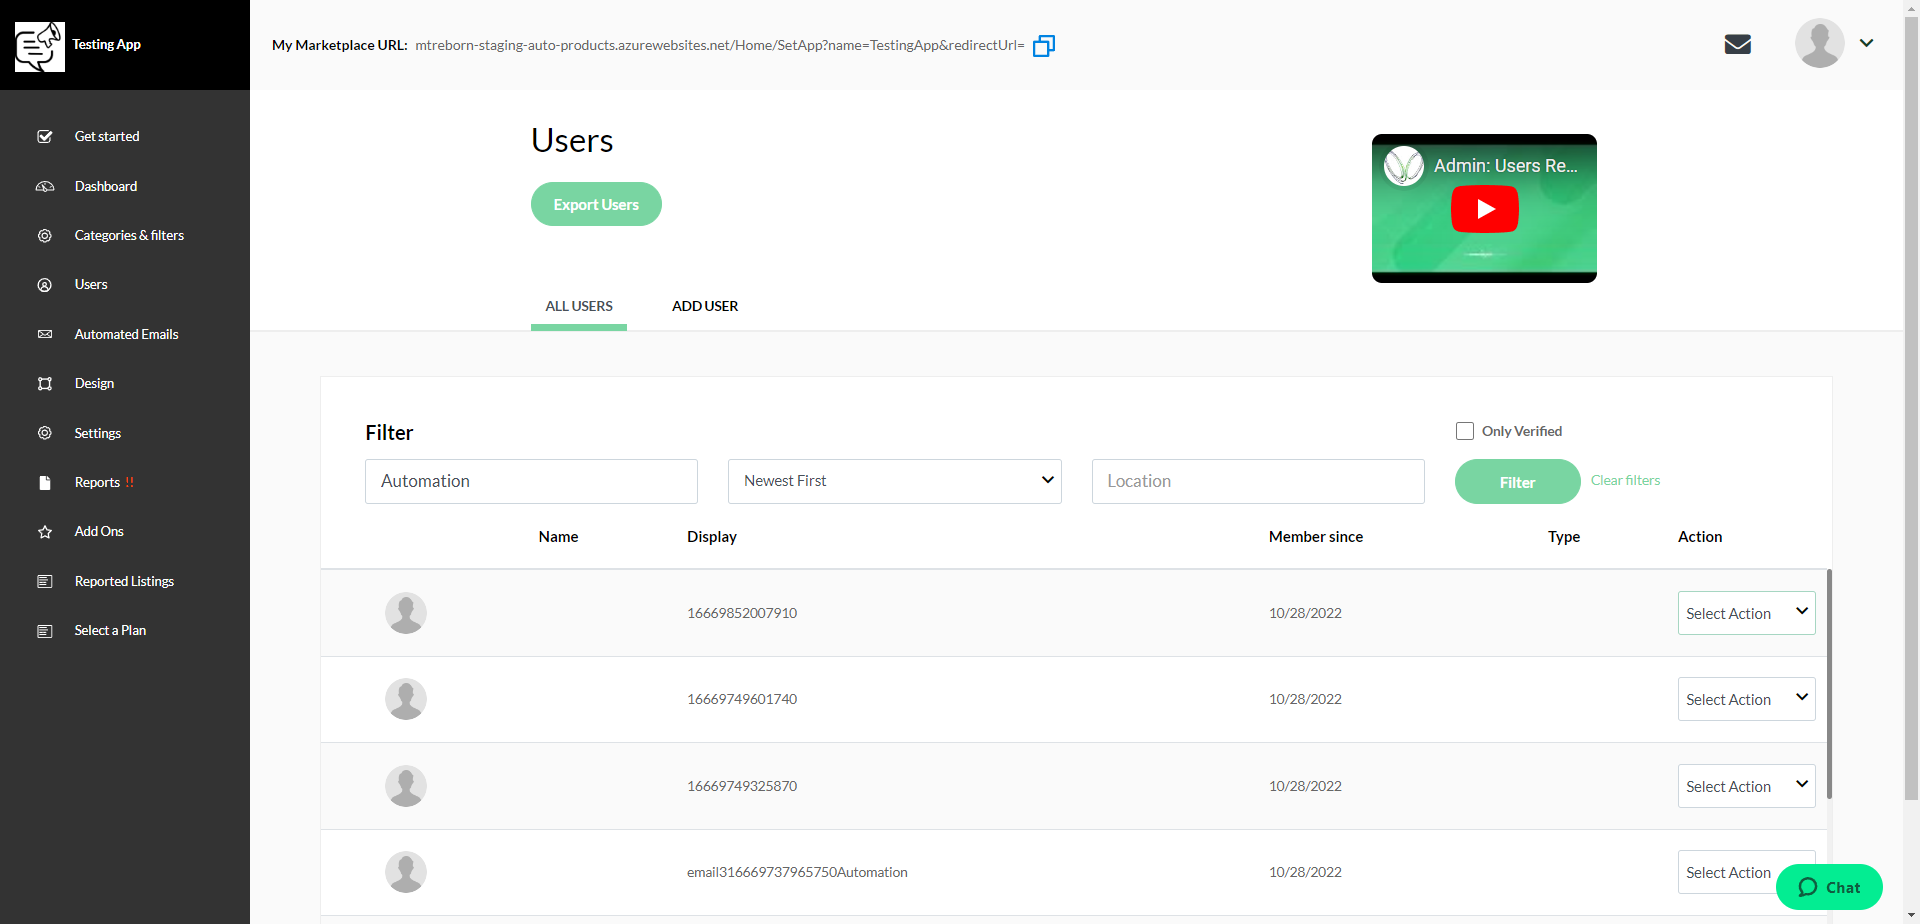 Testing App
My Marketplace URL: mtreborn-staging-auto-products.azurewebsites.net/Home/SetApp?name=TestingApp&redirectUrl=
Get started
Dashboard
Categories & filters
Users
Automated Emails
Design
Settings
Reports !!
Add Ons
Reported Listings
Select a Plan
Users
Export Users
Admin: Users Re...
ALL USERS ADD USER
Filter
Only Verified
Automation Newest First Location Filter Clear filters
Name Display Member since Type Action
16669852007910 10/28/2022 Select Action
16669749601740 10/28/2022 Select Action
16669749325870 10/28/2022 Select Action
email316669737965750Automation 10/28/2022 Select Action
Chat